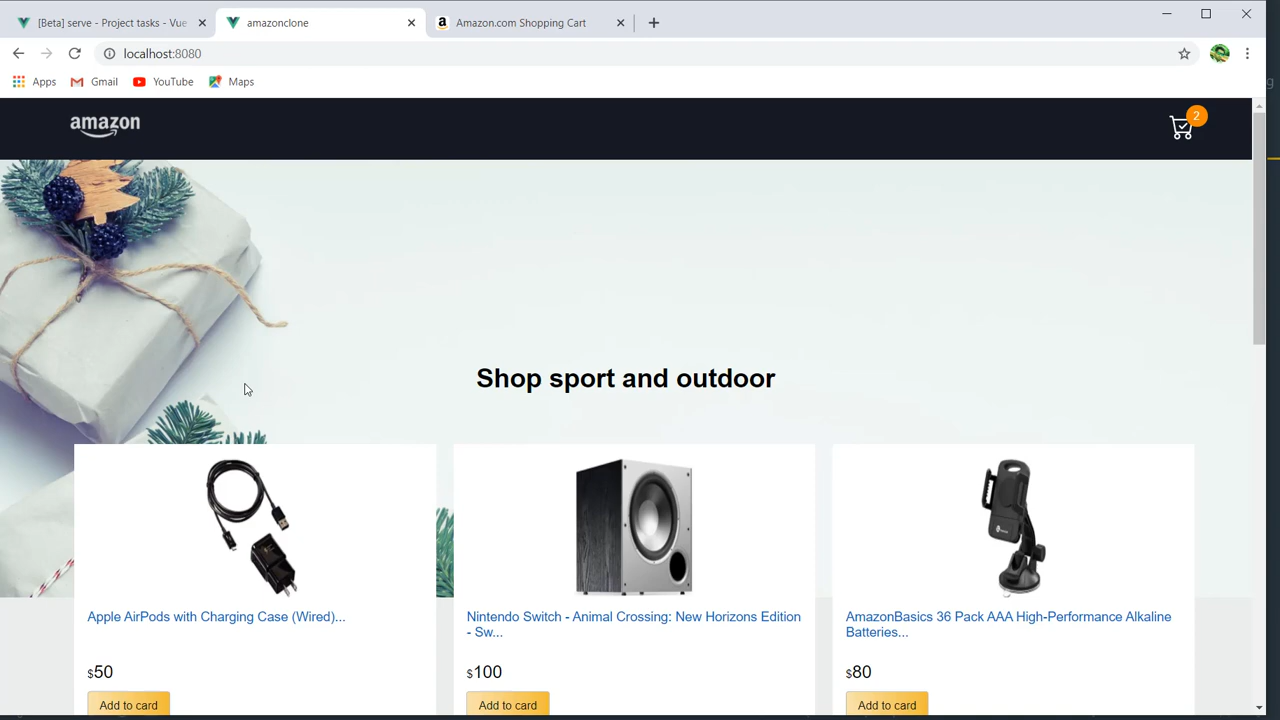 [Beta] serve - Project tasks - Vue
amazonclone
Amazon.com Shopping Cart
localhost:8080
Apps
Gmail
YouTube
Maps
amazon
2
Shop sport and outdoor
Apple AirPods with Charging Case (Wired)...
Nintendo Switch - Animal Crossing: New Horizons Edition
- Sw...
AmazonBasics 36 Pack AAA High-Performance Alkaline
Batteries...
$50
$100
$80
Add to card
Add to card
Add to card